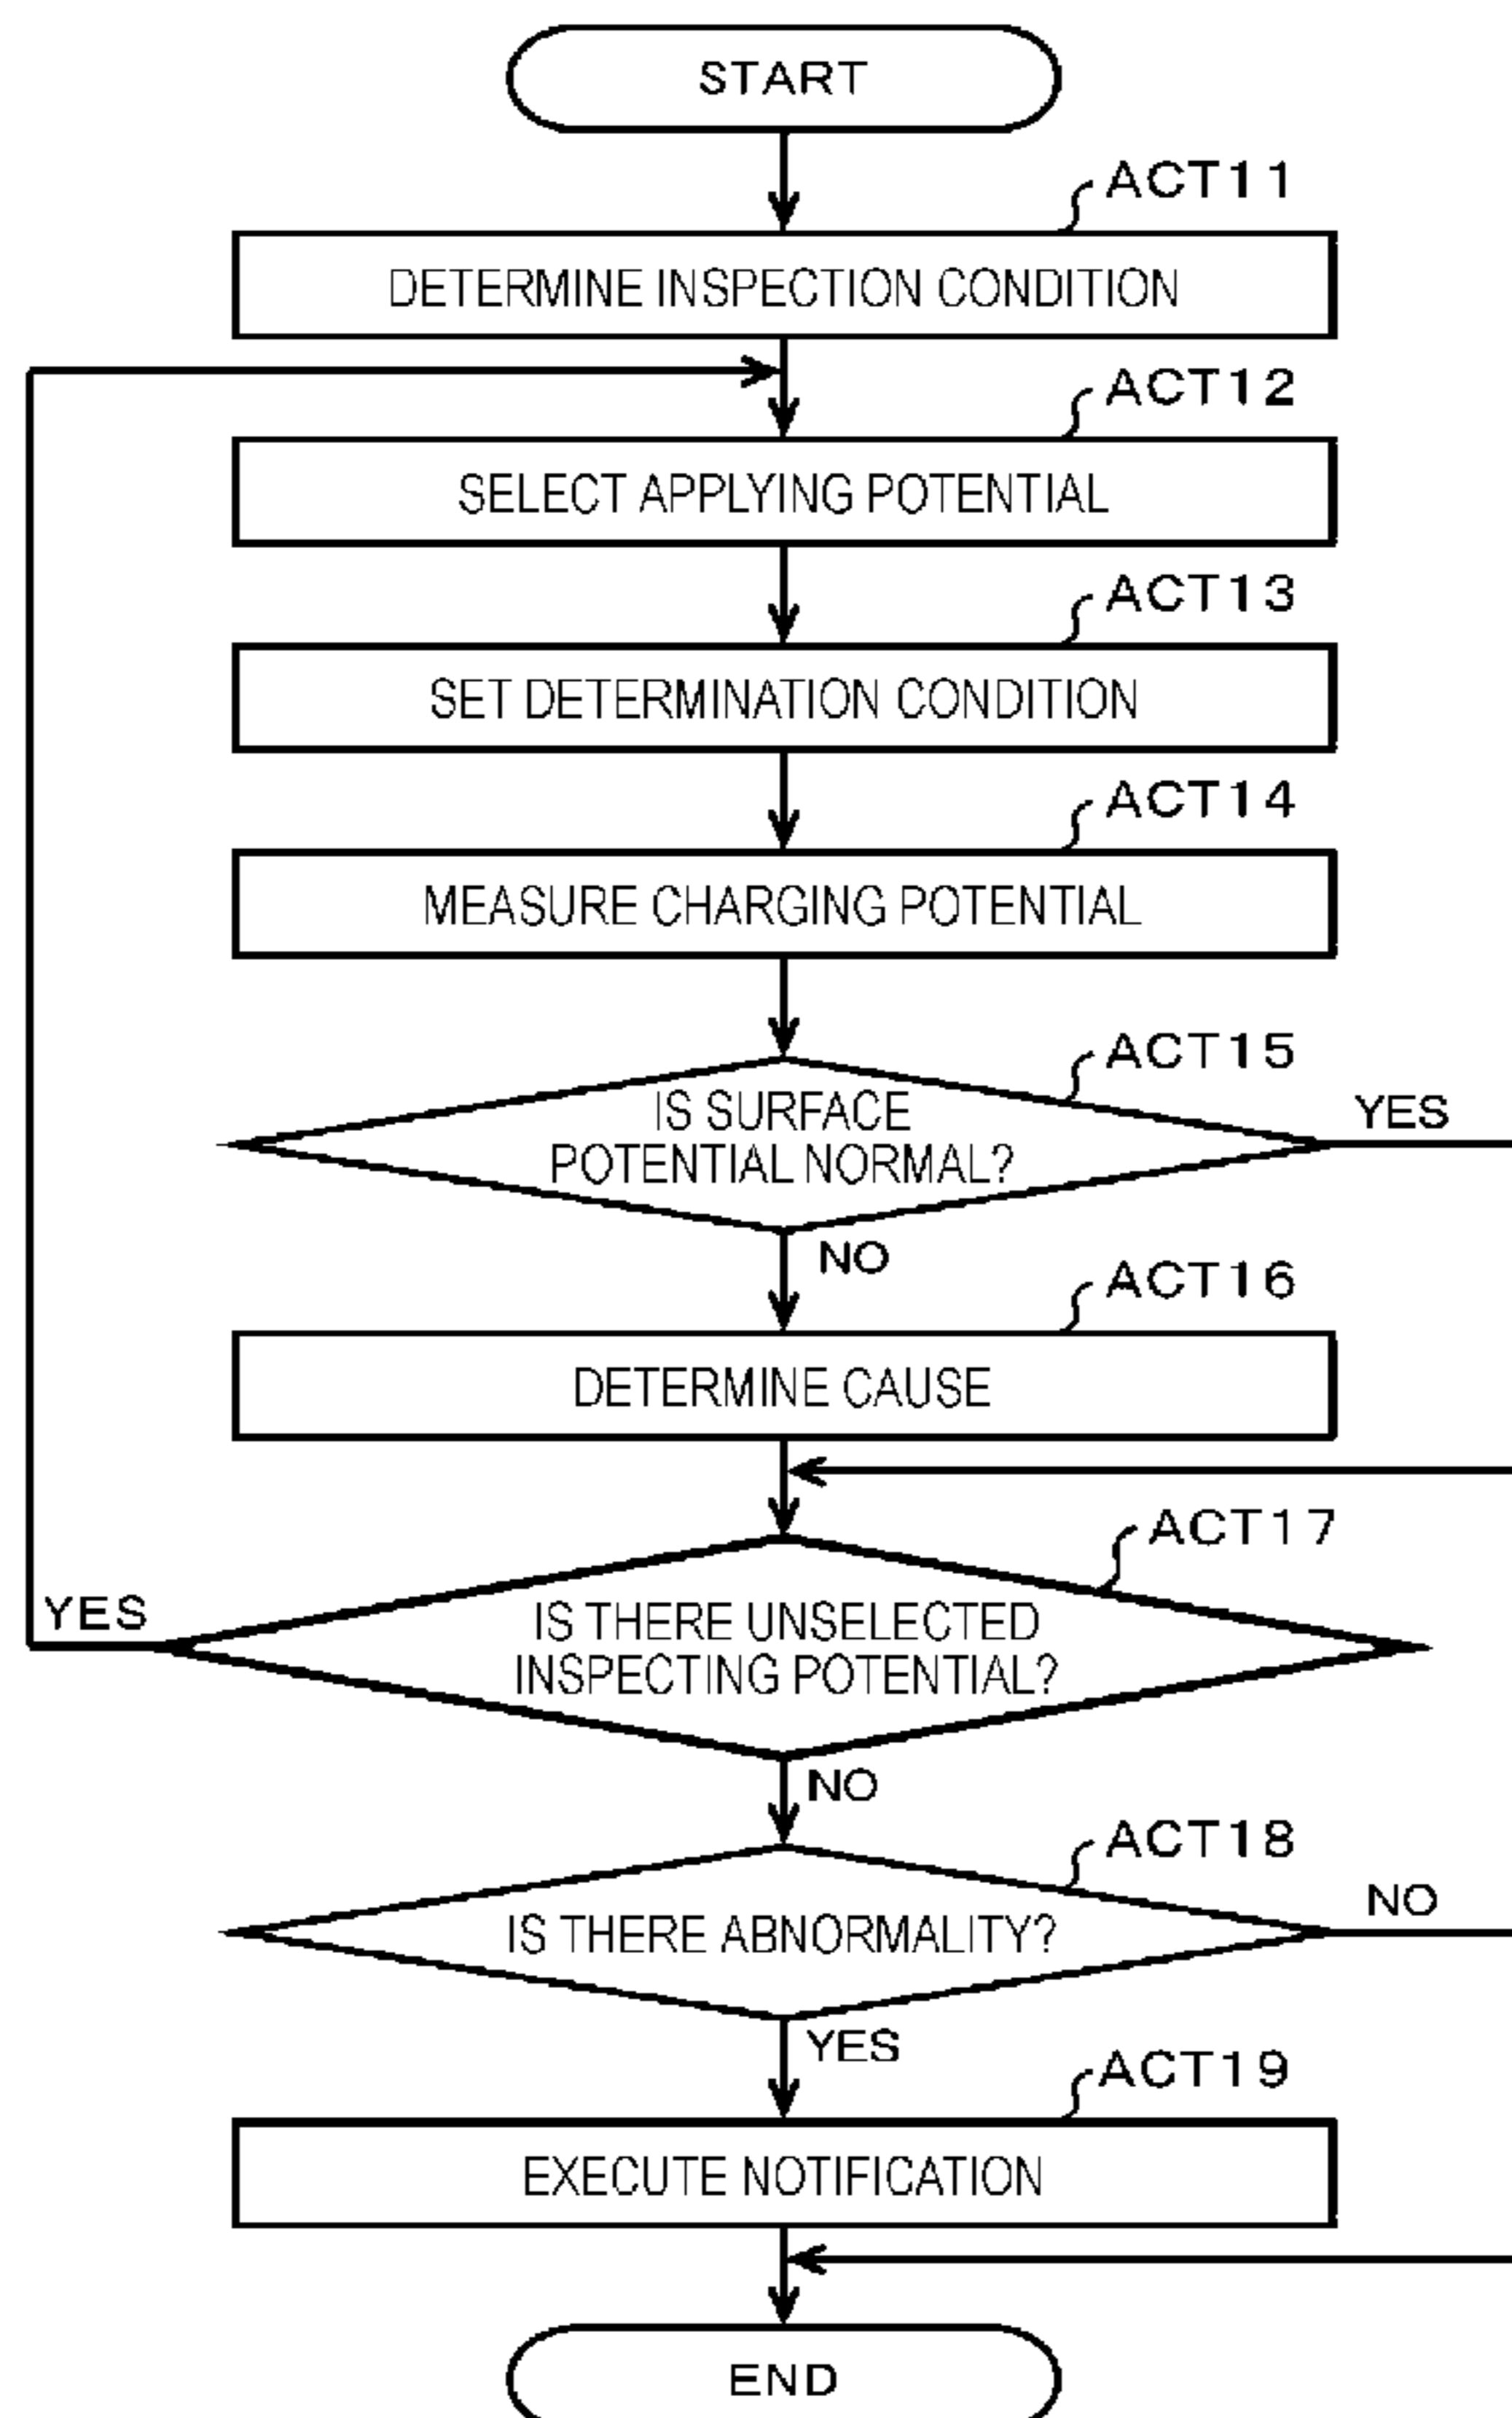 START
ACT11
DETERMINE INSPECTION CONDITION
ACT12
SELECT APPLYING POTENTIAL
ACT13
SET DETERMINATION CONDITION
ACT14
MEASURE CHARGING POTENTIAL
ACT15
IS SURFACE
POTENTIAL NORMAL?
YES
NO
ACT16
DETERMINE CAUSE
ACT17
IS THERE UNSELECTED
INSPECTING POTENTIAL?
YES
NO
ACT18
IS THERE ABNORMALITY?
NO
YES
ACT19
EXECUTE NOTIFICATION
END